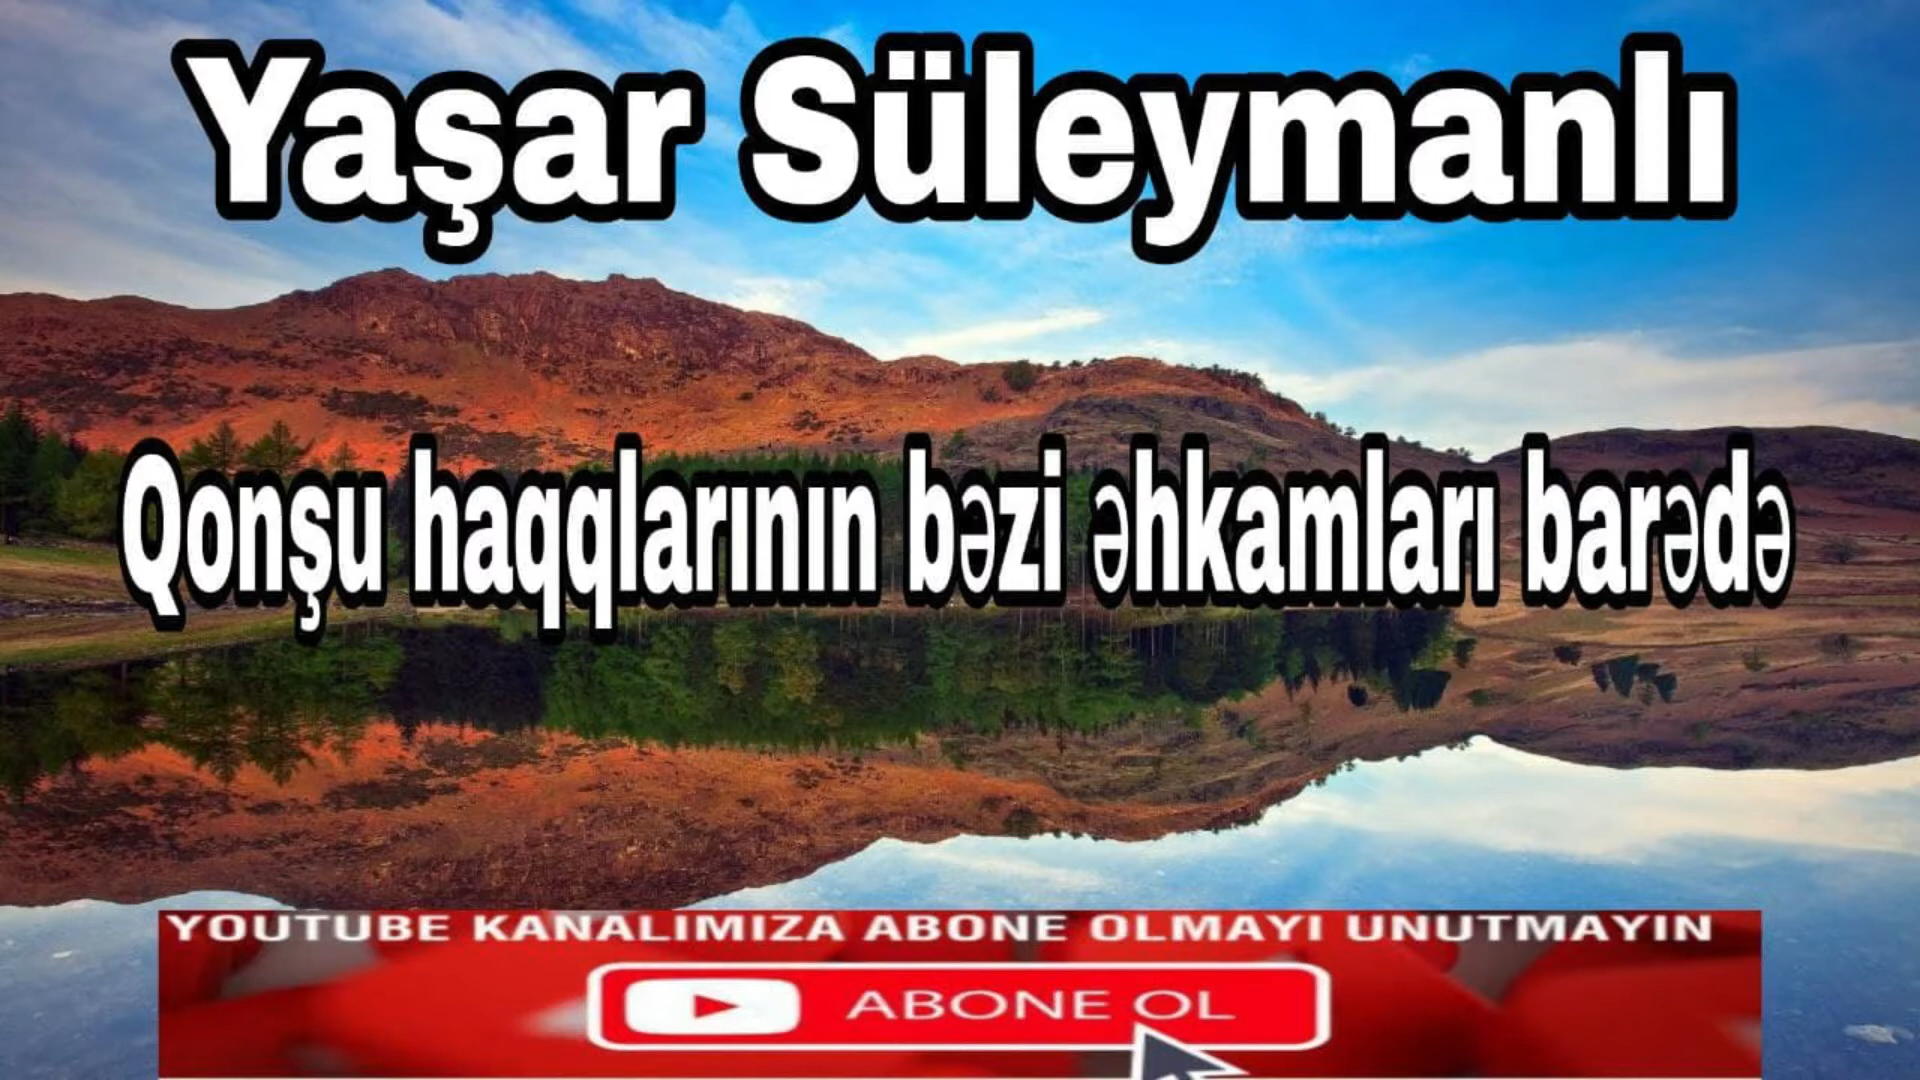 Yaşar Süleymanlı
Qonşu haqqlarının bəzi əhkamları barədə
YOUTUBE KANALIMIZA ABONE OLMAYI UNUTMAYIN
ABONE OL